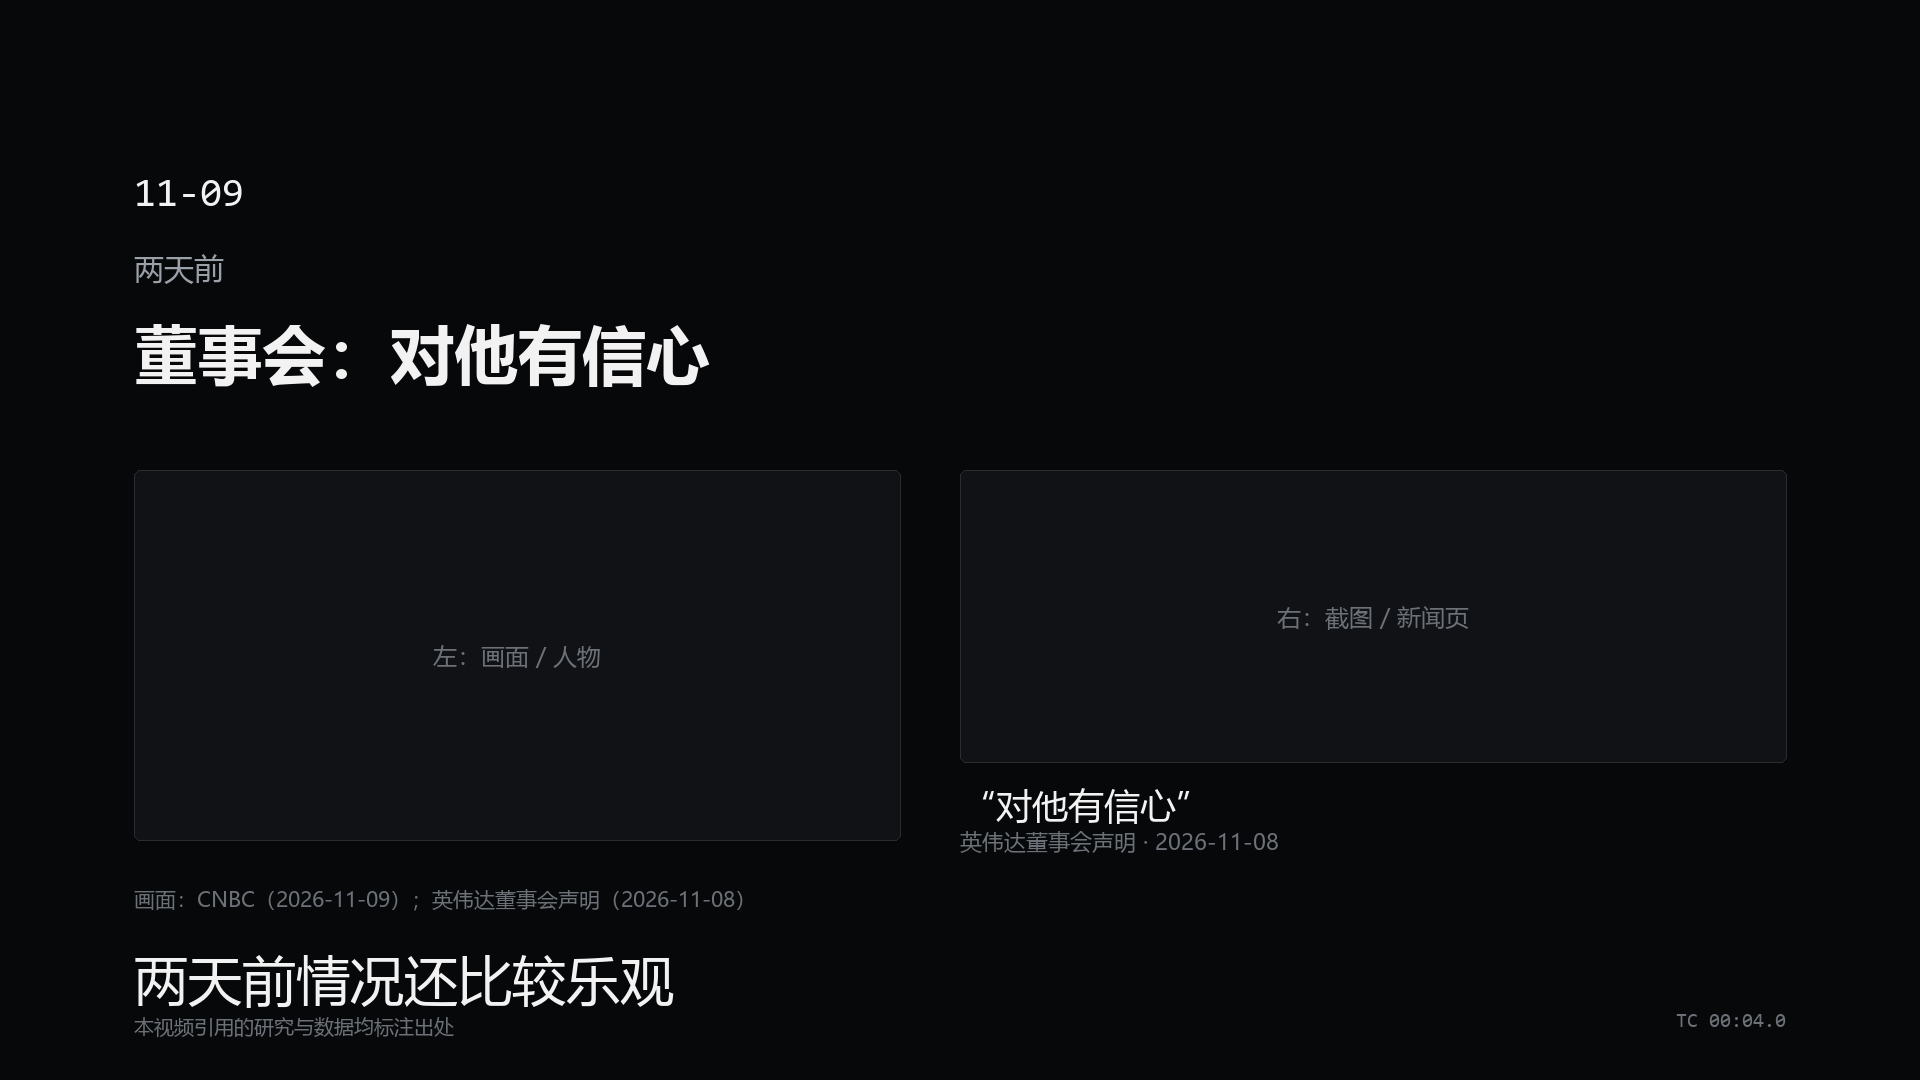 11-09
两天前
董事会：对他有信心
左：画面 / 人物
右：截图 / 新闻页
“对他有信心”
英伟达董事会声明 · 2026-11-08
画面：CNBC（2026-11-09）；英伟达董事会声明（2026-11-08）
两天前情况还比较乐观
本视频引用的研究与数据均标注出处
TC 00:04.0